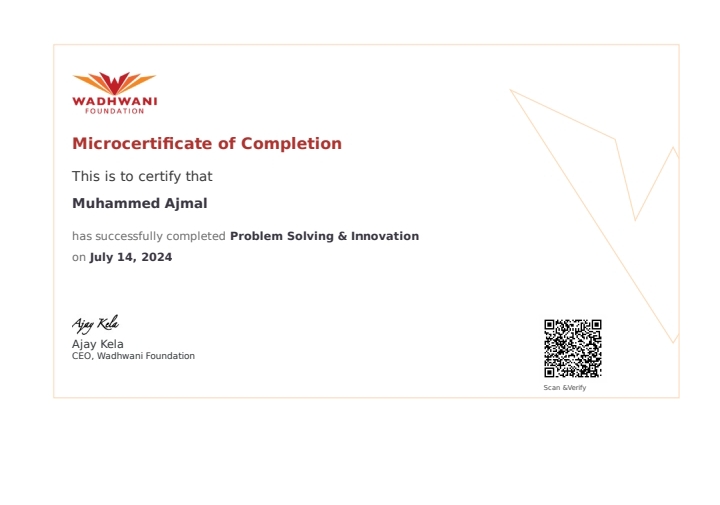 WADHWANI
FOUNDATION
Microcertificate of Completion
This is to certify that
Muhammed Ajmal
has successfully completed Problem Solving & Innovation
on July 14, 2024
Ajay Kela
Ajay Kela
CEO, Wadhwani Foundation
Scan &Verify